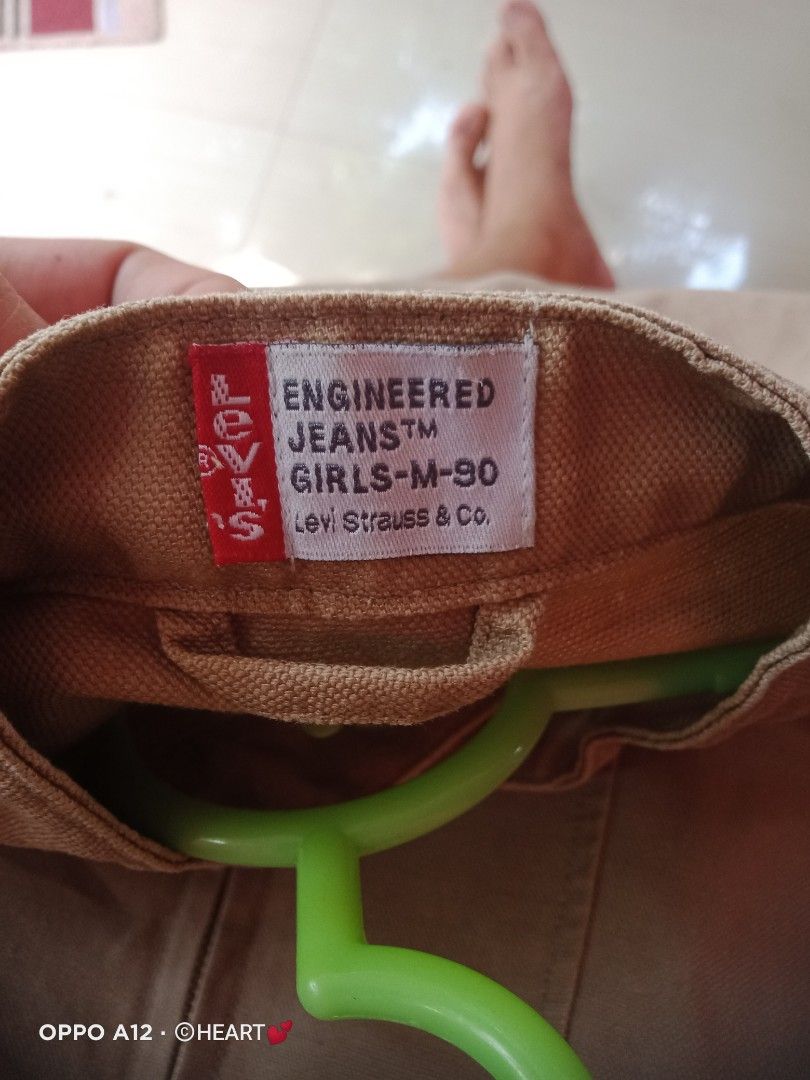 LEVI'S
®
ENGINEERED
JEANS™
GIRLS-M-90
Levi Strauss & Co.
OPPO A12 · ©HEART💕